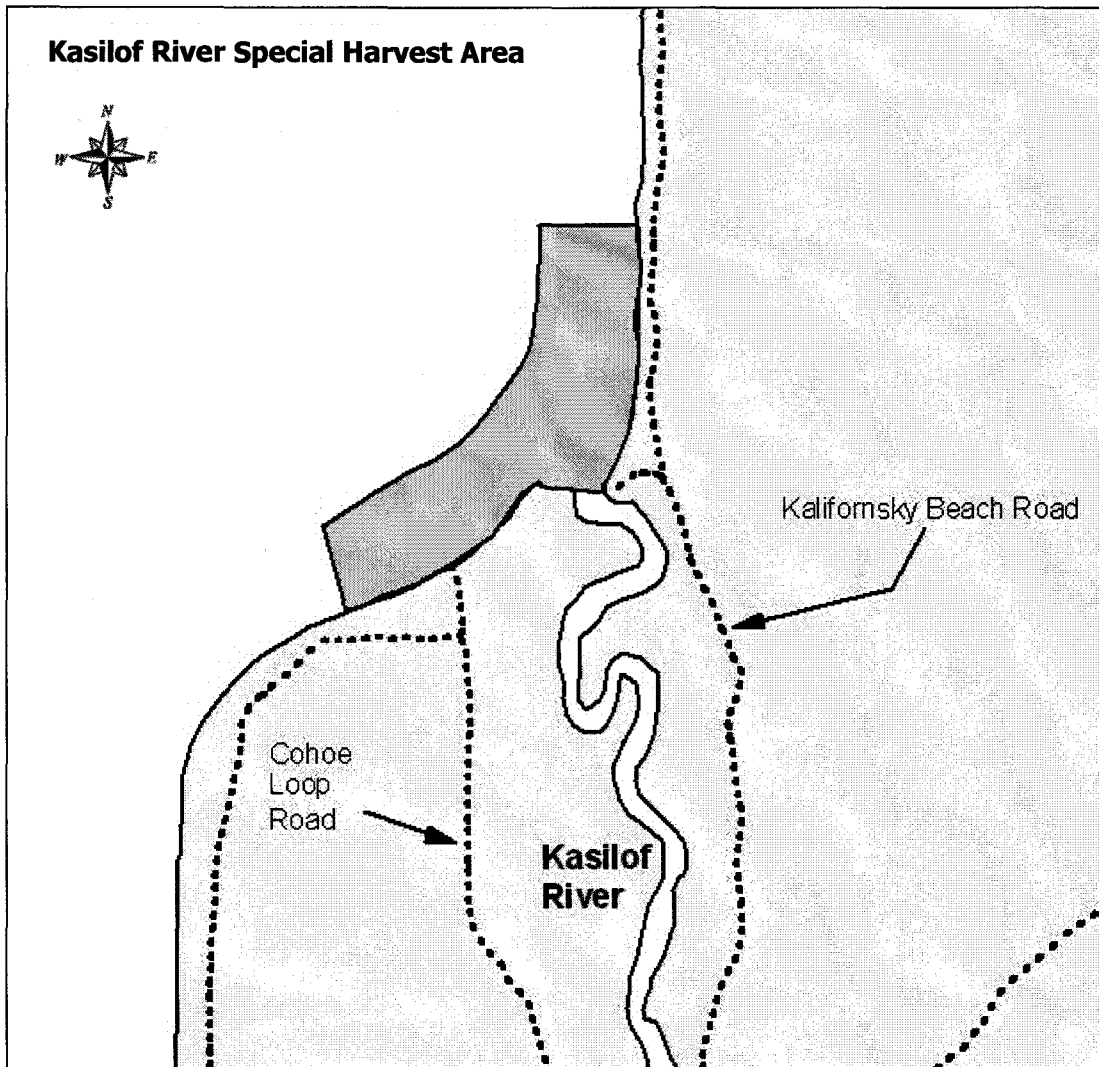 Kasilof River Special Harvest Area
N
W E
S
Kalifornsky Beach Road
Cohoe
Loop
Road
Kasilof
River